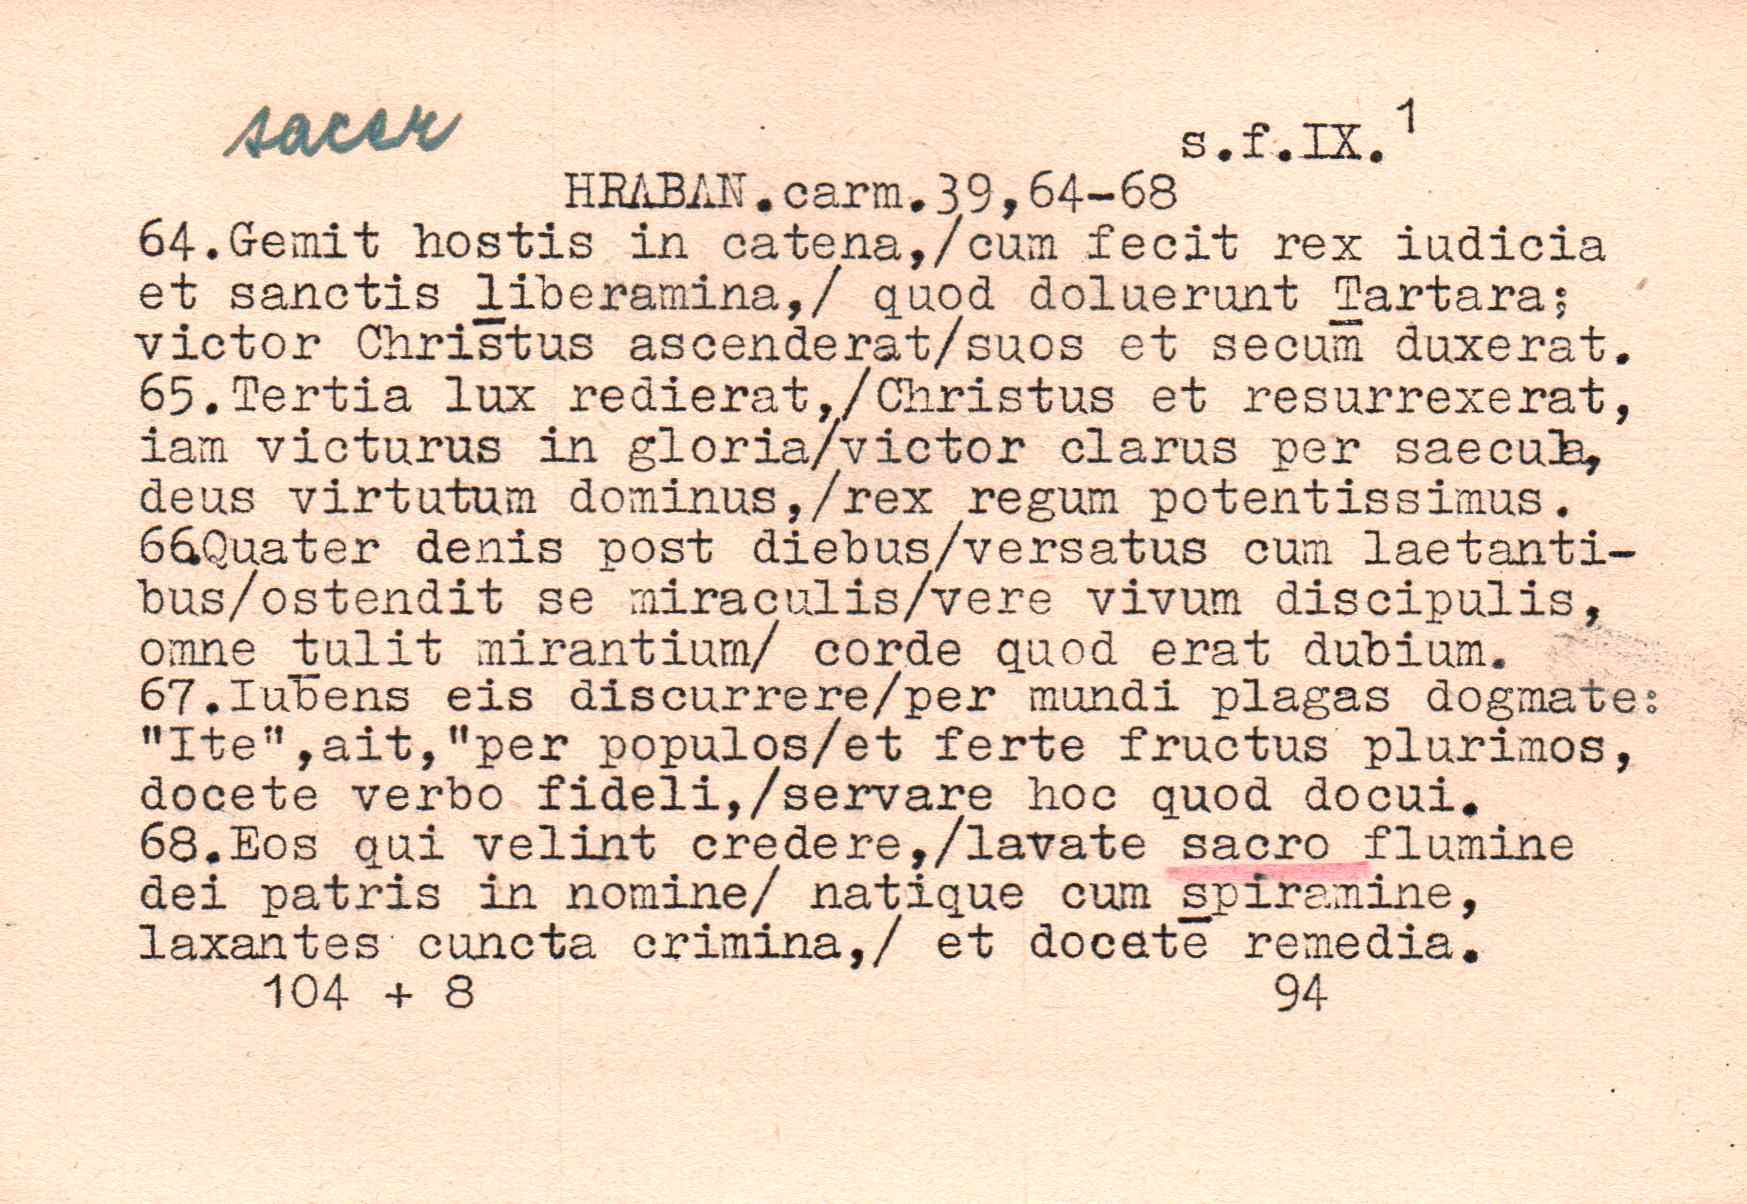 sacer
s.f.IX.1
HRABAN.carm.39,64-68
64.Gemit hostis in catena,/cum fecit rex iudicia
et sanctis liberamina,/ quod doluerunt Tartara;
victor Christus ascenderat/suos et secum duxerat.
65.Tertia lux redierat,/Christus et resurrexerat,
iam victurus in gloria/victor clarus per saecula,
deus virtutum dominus,/rex regum potentissimus.
66.Quater denis post diebus/versatus cum laetanti-
bus/ostendit se miraculis/vere vivum discipulis,
omne tulit mirantium/ corde quod erat dubium.
67.Iubens eis discurrere/per mundi plagas dogmate:
"Ite",ait,"per populos/et ferte fructus plurimos,
docete verbo fideli,/servare hoc quod docui.
68.Eos qui velint credere,/lavate sacro flumine
dei patris in nomine/ natique cum spiramine,
laxantes cuncta crimina,/ et docete remedia.
104 + 8 94